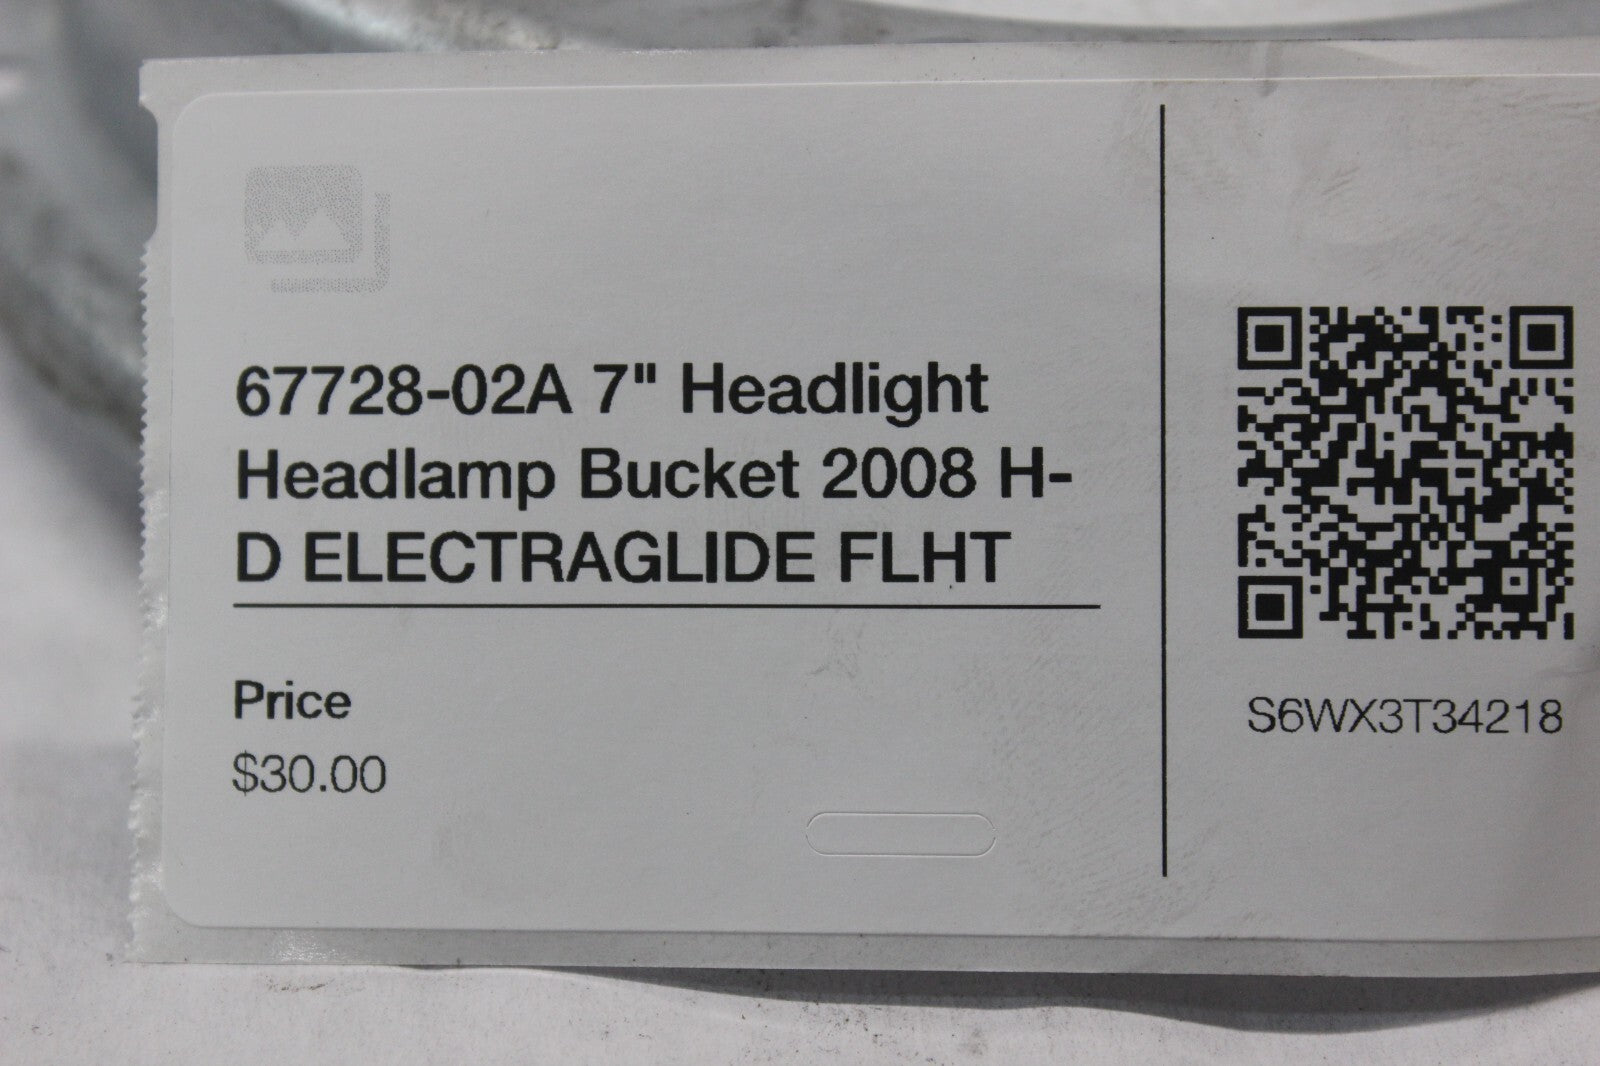 67728-02A 7" Headlight
Headlamp Bucket 2008 H-
D ELECTRAGLIDE FLHT
Price
$30.00
S6WX3T34218